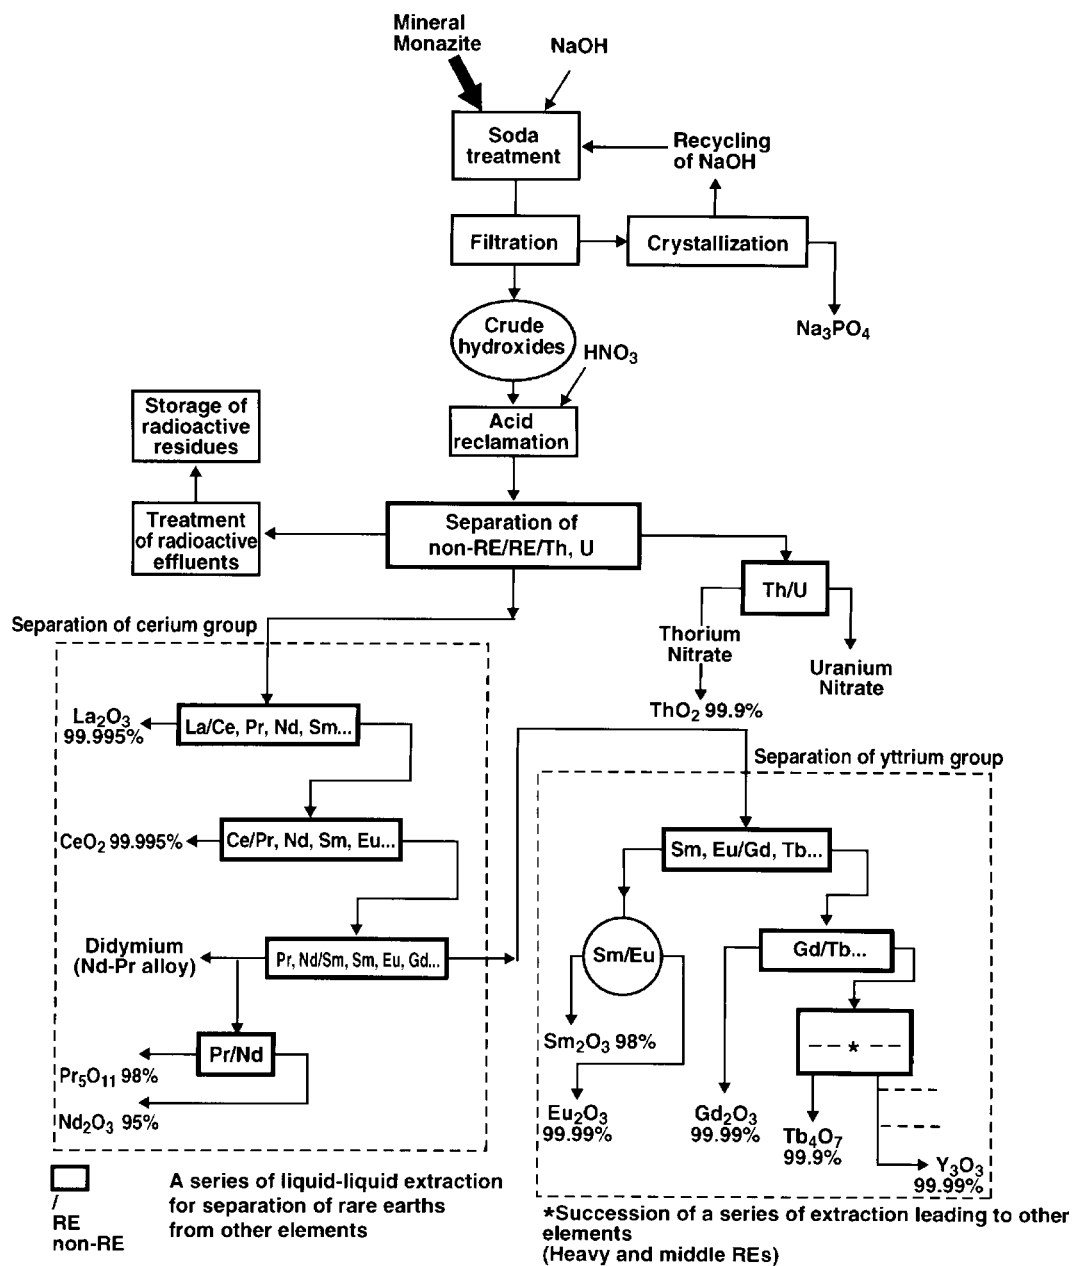 Mineral
Monazite
NaOH
Soda
treatment
Recycling
of NaOH
Filtration
Crystallization
Na₃PO₄
Crude
hydroxides
HNO₃
Acid
reclamation
Storage of
radioactive
residues
Treatment
of radioactive
effluents
Separation of
non-RE/RE/Th, U
Th/U
Thorium
Nitrate
Uranium
Nitrate
ThO₂ 99.9%
Separation of cerium group
La₂O₃
99.995%
La/Ce, Pr, Nd, Sm...
CeO₂ 99.995%
Ce/Pr, Nd, Sm, Eu...
Didymium
(Nd-Pr alloy)
Pr, Nd/Sm, Sm, Eu, Gd...
Pr/Nd
Pr₅O₁₁ 98%
Nd₂O₃ 95%
Separation of yttrium group
Sm, Eu/Gd, Tb...
Sm/Eu
Gd/Tb...
*
Sm₂O₃ 98%
Eu₂O₃
99.99%
Gd₂O₃
99.99%
Tb₄O₇
99.9%
Y₃O₃
99.99%
/
RE
non-RE
A series of liquid-liquid extraction
for separation of rare earths
from other elements
*Succession of a series of extraction leading to other
elements
(Heavy and middle REs)